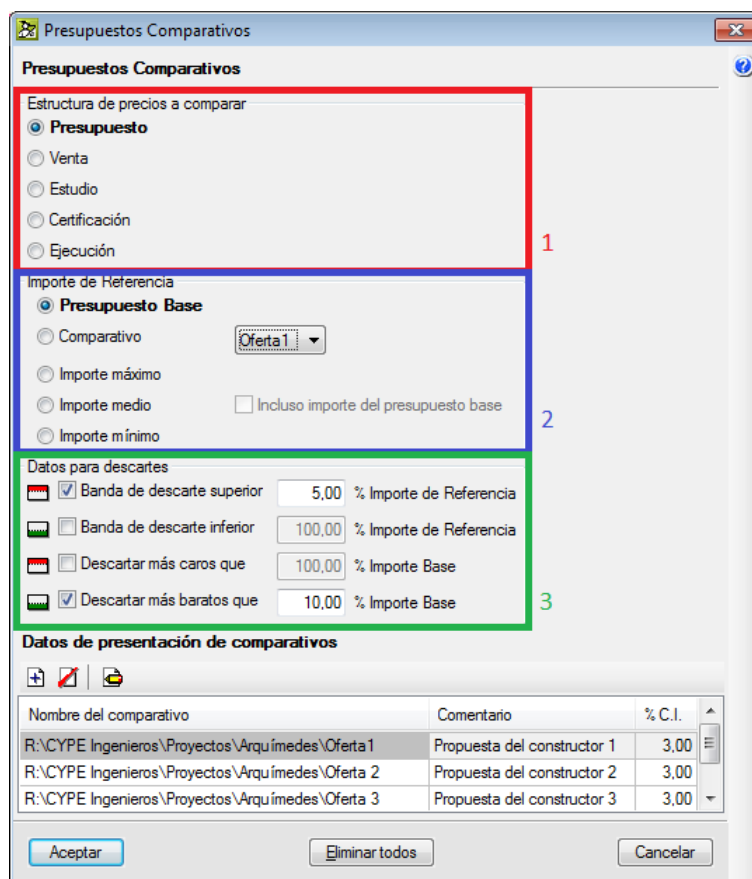 Presupuestos Comparativos
Presupuestos Comparativos
Estructura de precios a comparar
Presupuesto
Venta
Estudio
Certificación
Ejecución
1
Importe de Referencia
Presupuesto Base
Comparativo Oferta1
Importe máximo
Importe medio Incluso importe del presupuesto base
Importe mínimo
2
Datos para descartes
Banda de descarte superior 5,00 % Importe de Referencia
Banda de descarte inferior 100,00 % Importe de Referencia
Descartar más caros que 100,00 % Importe Base
Descartar más baratos que 10,00 % Importe Base
3
Datos de presentación de comparativos
Nombre del comparativo Comentario % C.I.
R:\CYPE Ingenieros\Proyectos\Arquímedes\Oferta1 Propuesta del constructor 1 3,00
R:\CYPE Ingenieros\Proyectos\Arquímedes\Oferta 2 Propuesta del constructor 2 3,00
R:\CYPE Ingenieros\Proyectos\Arquímedes\Oferta 3 Propuesta del constructor 3 3,00
Aceptar Eliminar todos Cancelar